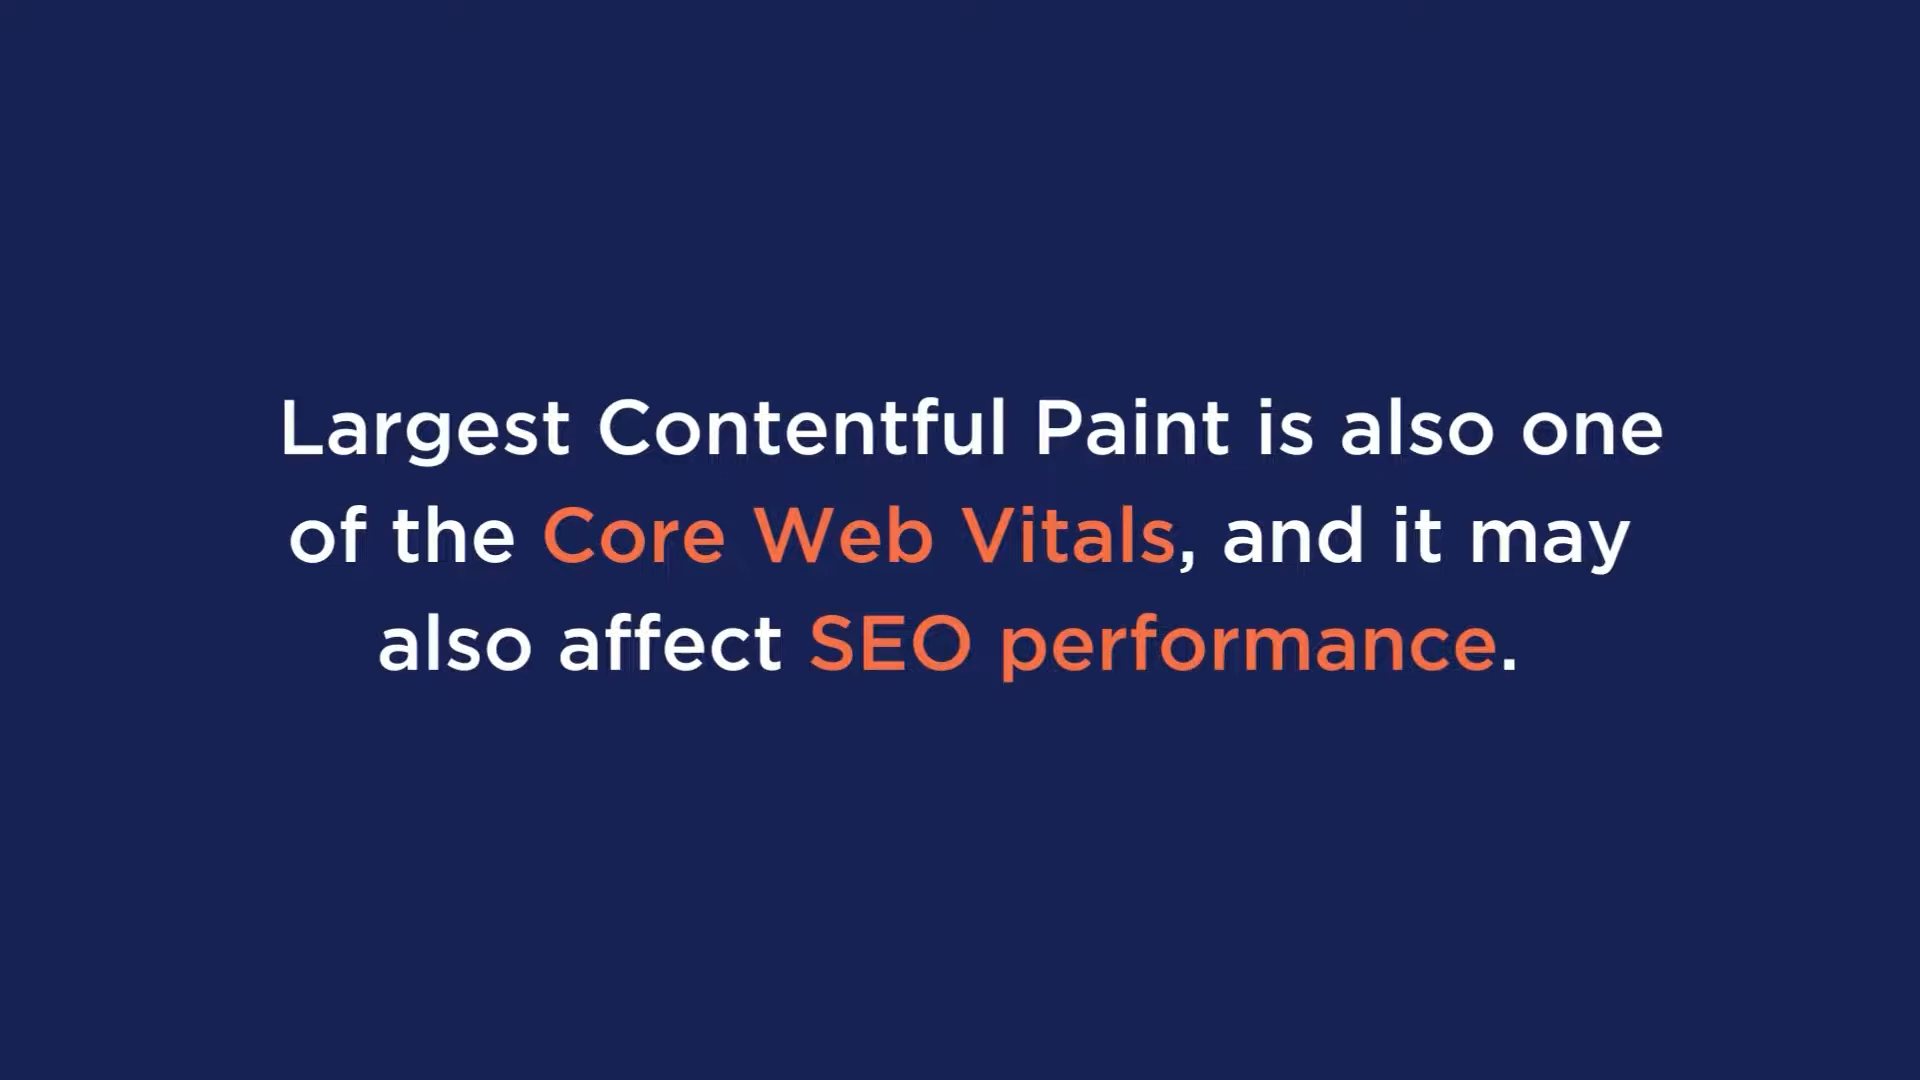 Largest Contentful Paint is also one
of the Core Web Vitals, and it may
also affect SEO performance.